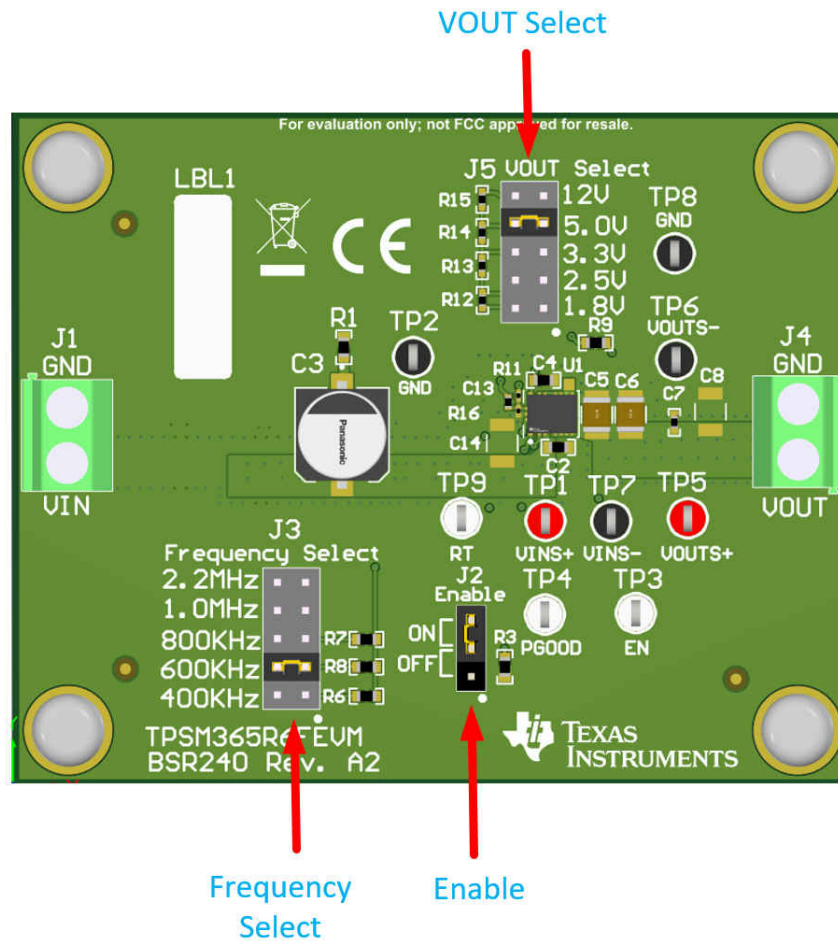 VOUT Select
For evaluation only; not FCC approved for resale.
LBL1
J5 VOUT Select
12V
5.0V
3.3V
2.5V
1.8V
R15
R14
R13
R12
TP8
GND
TP6
VOUTS-
R9
J1
GND
VIN
R1
C3
TP2
GND
Panasonic
R11
C4
U1
C13
R16
C14
C2
C5
C6
C7
C8
J4
GND
VOUT
TP9
RT
TP1
VINS+
TP7
VINS-
TP5
VOUTS+
J3
Frequency Select
2.2MHz
1.0MHz
800KHz
600KHz
400KHz
R7
R8
R6
J2
Enable
ON
OFF
R3
TP4
PGOOD
TP3
EN
TPSM365R6FEVM
BSR240 Rev. A2
TEXAS
INSTRUMENTS
Frequency
Select
Enable